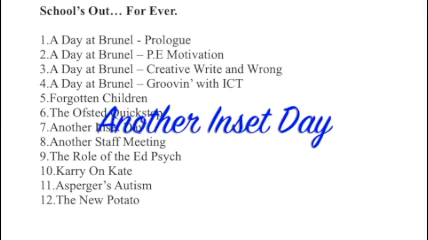 School's Out… For Ever.
1.A Day at Brunel - Prologue
2.A Day at Brunel – P.E Motivation
3.A Day at Brunel – Creative Write and Wrong
4.A Day at Brunel – Groovin' with ICT
5.Forgotten Children
6.The Ofsted Quickstep
7.Another Inset Day
Another Inset Day
8.Another Staff Meeting
9.The Role of the Ed Psych
10.Karry On Kate
11.Asperger's Autism
12.The New Potato